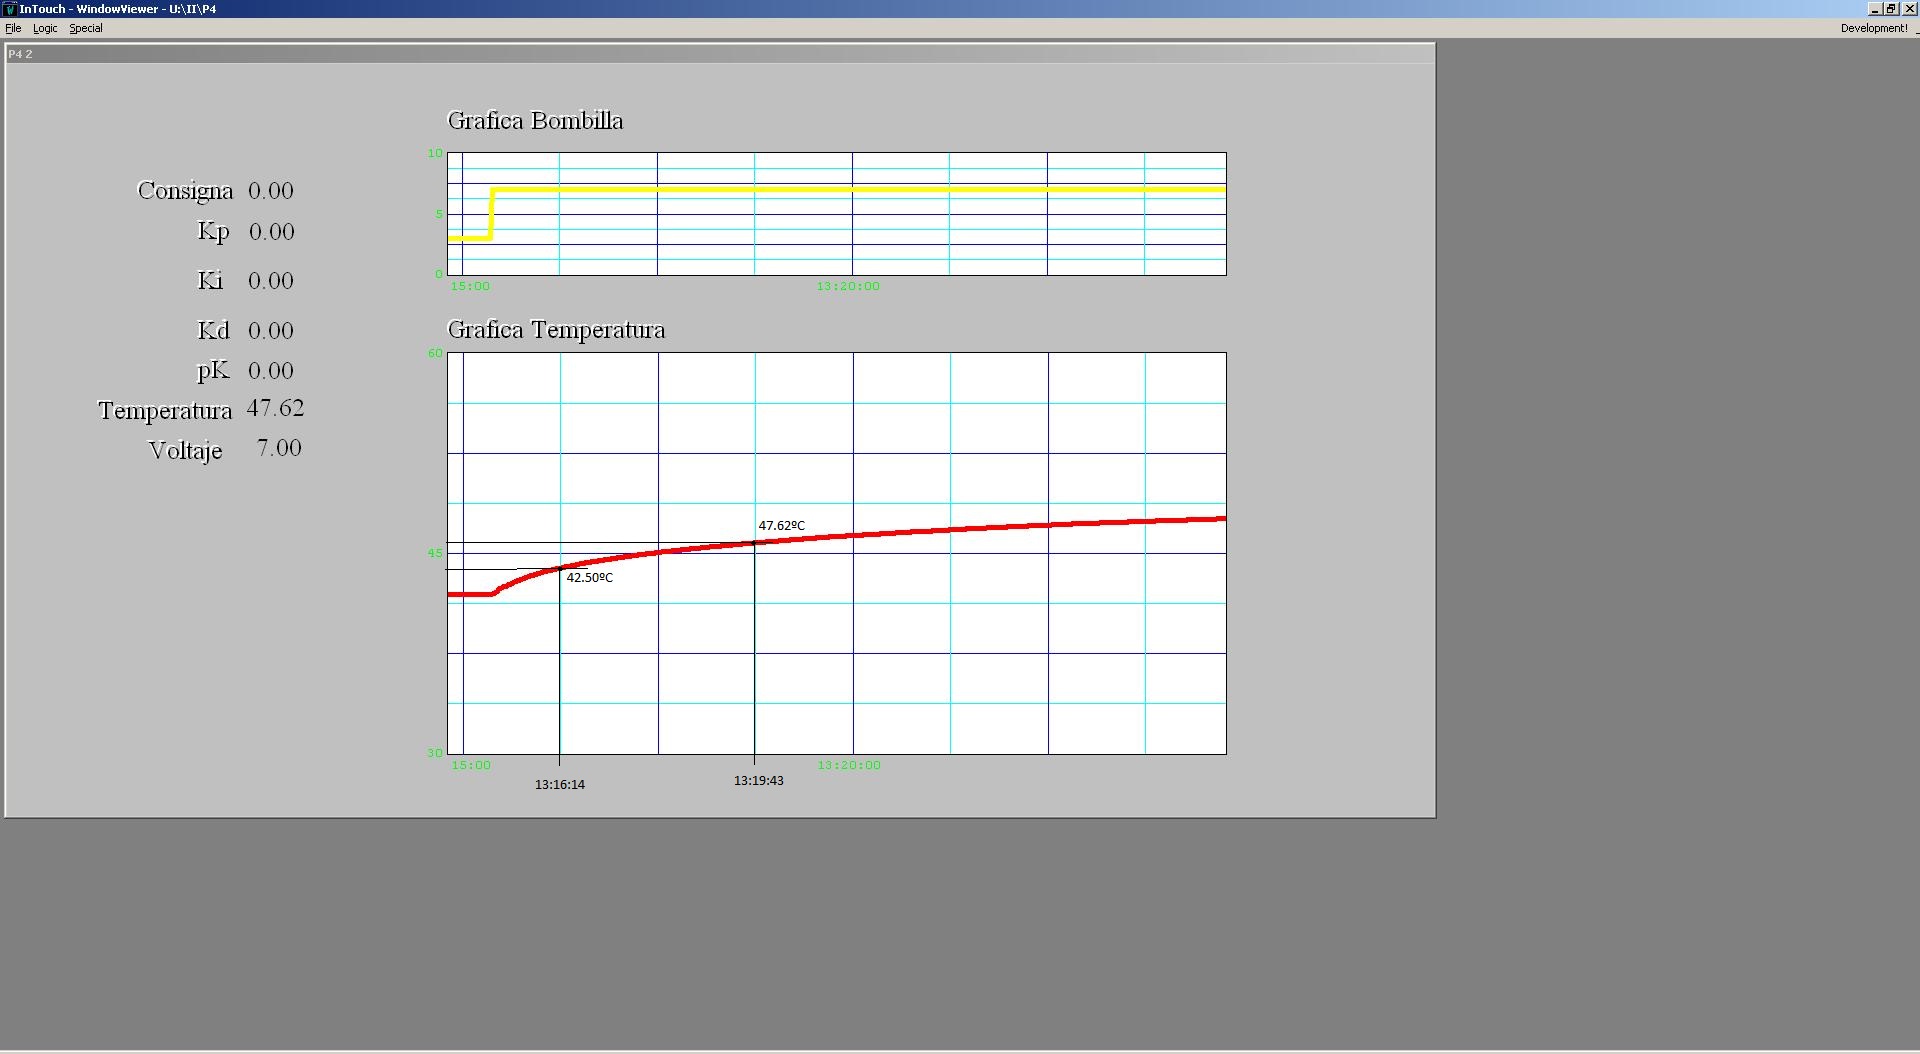 InTouch - WindowViewer - U:\II\P4
File Logic Special Development!
P4 2
Grafica Bombilla
10
5
0
15:00 13:20:00
Consigna 0.00
Kp 0.00
Ki 0.00
Kd 0.00
pK 0.00
Temperatura 47.62
Voltaje 7.00
Grafica Temperatura
60
47.62ºC
45
42.50ºC
30
15:00 13:20:00
13:16:14 13:19:43